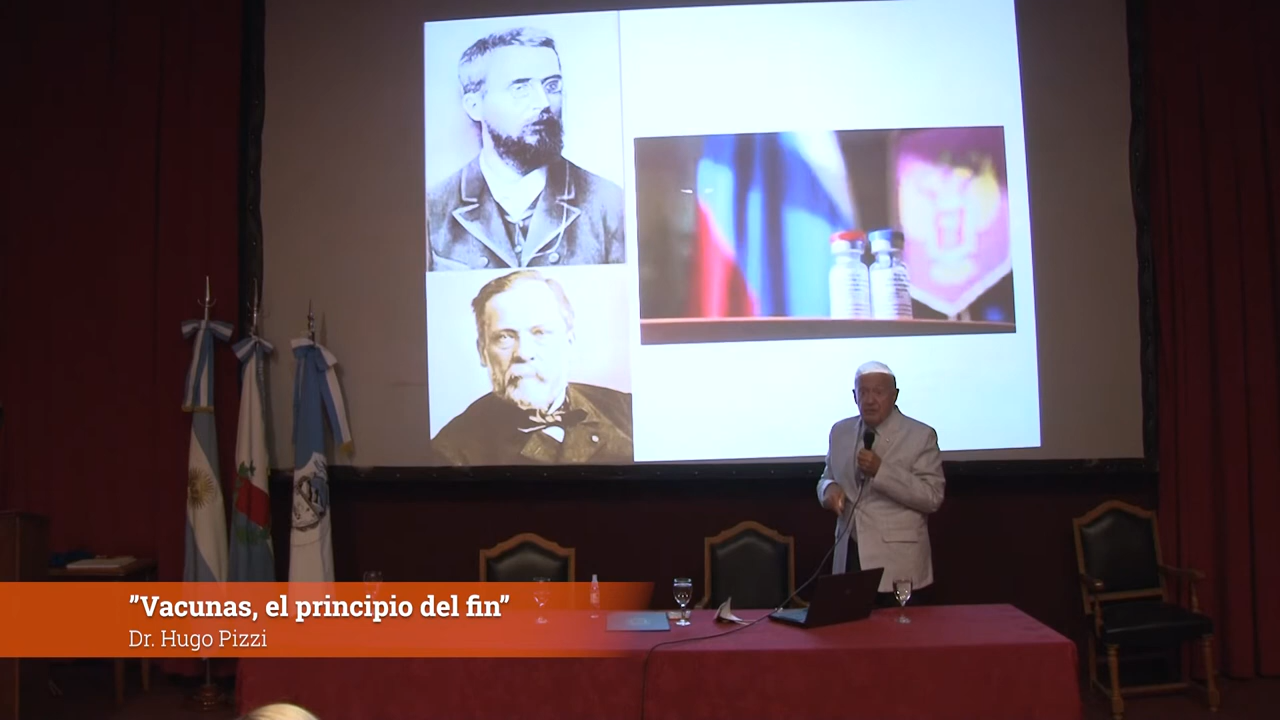 ”Vacunas, el principio del fin”
Dr. Hugo Pizzi